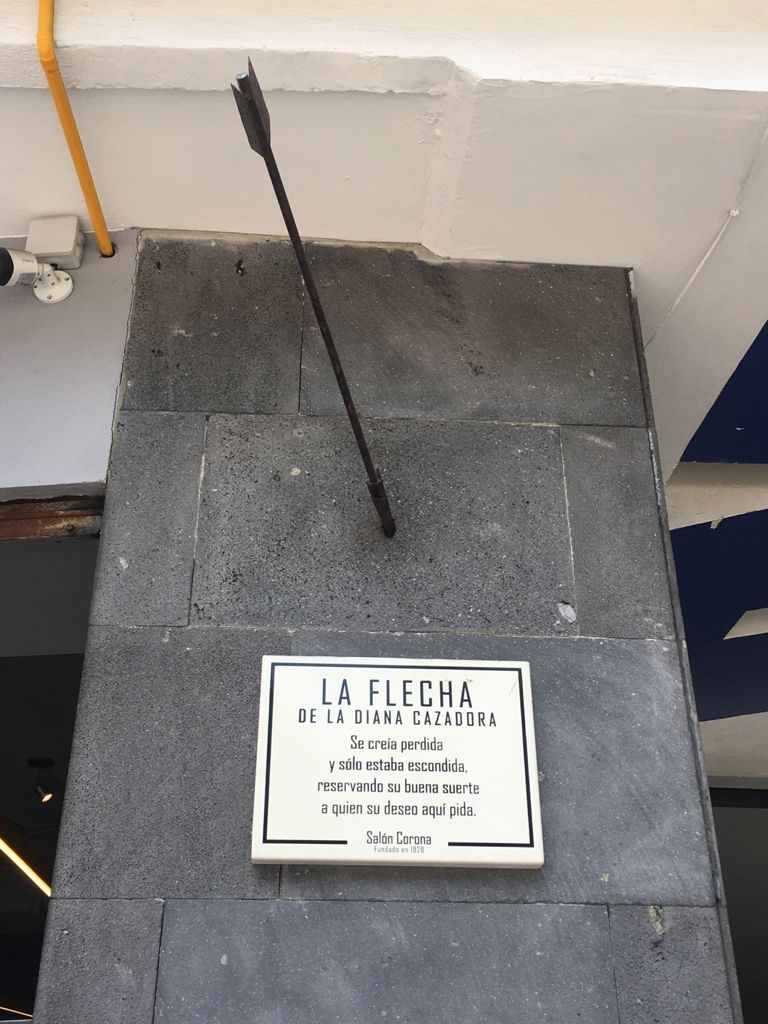 LA FLECHA
DE LA DIANA CAZADORA
Se creía perdida
y sólo estaba escondida,
reservando su buena suerte
a quien su deseo aquí pida.
Salón Corona
Fundado en 1928